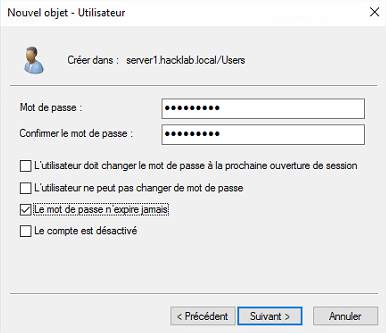 Nouvel objet - Utilisateur
Créer dans : server1.hacklab.local/Users
Mot de passe : •••••••••
Confirmer le mot de passe : •••••••••
L'utilisateur doit changer le mot de passe à la prochaine ouverture de session
L'utilisateur ne peut pas changer de mot de passe
Le mot de passe n'expire jamais
Le compte est désactivé
< Précédent Suivant > Annuler